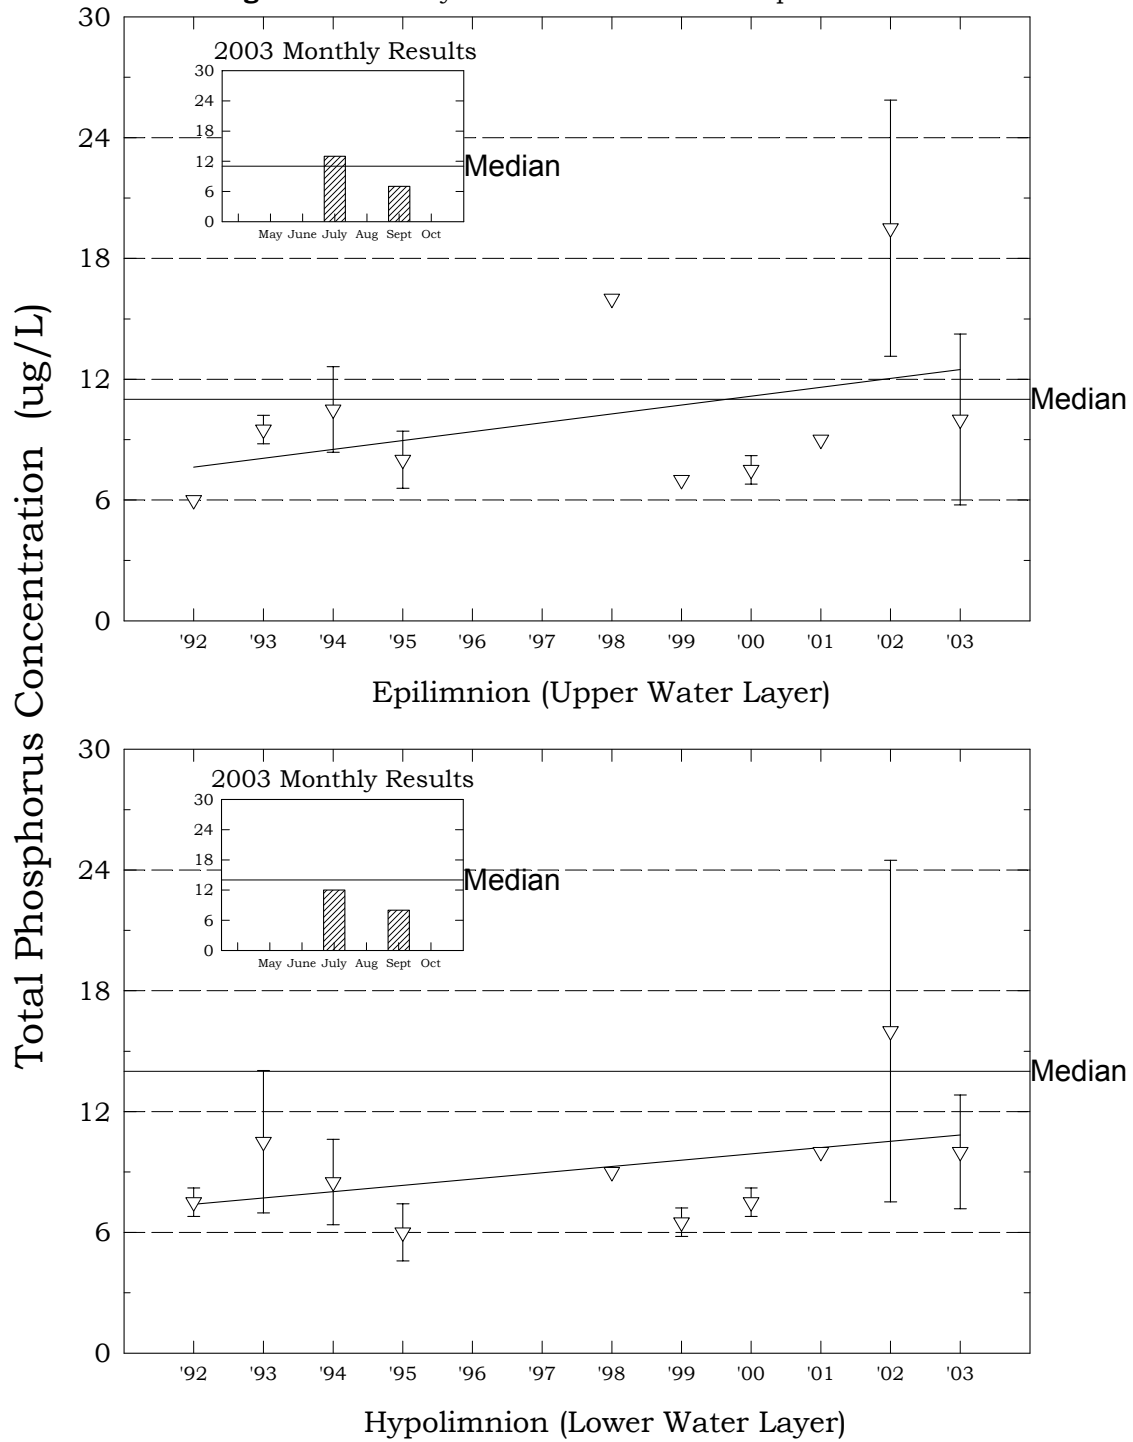 2003 Monthly Results
30
24
18
12
6
0
Median
May June July Aug Sept Oct
30
24
18
12
6
0
Median
'92 '93 '94 '95 '96 '97 '98 '99 '00 '01 '02 '03
Epilimnion (Upper Water Layer)
Total Phosphorus Concentration (ug/L)
2003 Monthly Results
30
24
18
12
6
0
Median
May June July Aug Sept Oct
30
24
18
12
6
0
Median
'92 '93 '94 '95 '96 '97 '98 '99 '00 '01 '02 '03
Hypolimnion (Lower Water Layer)